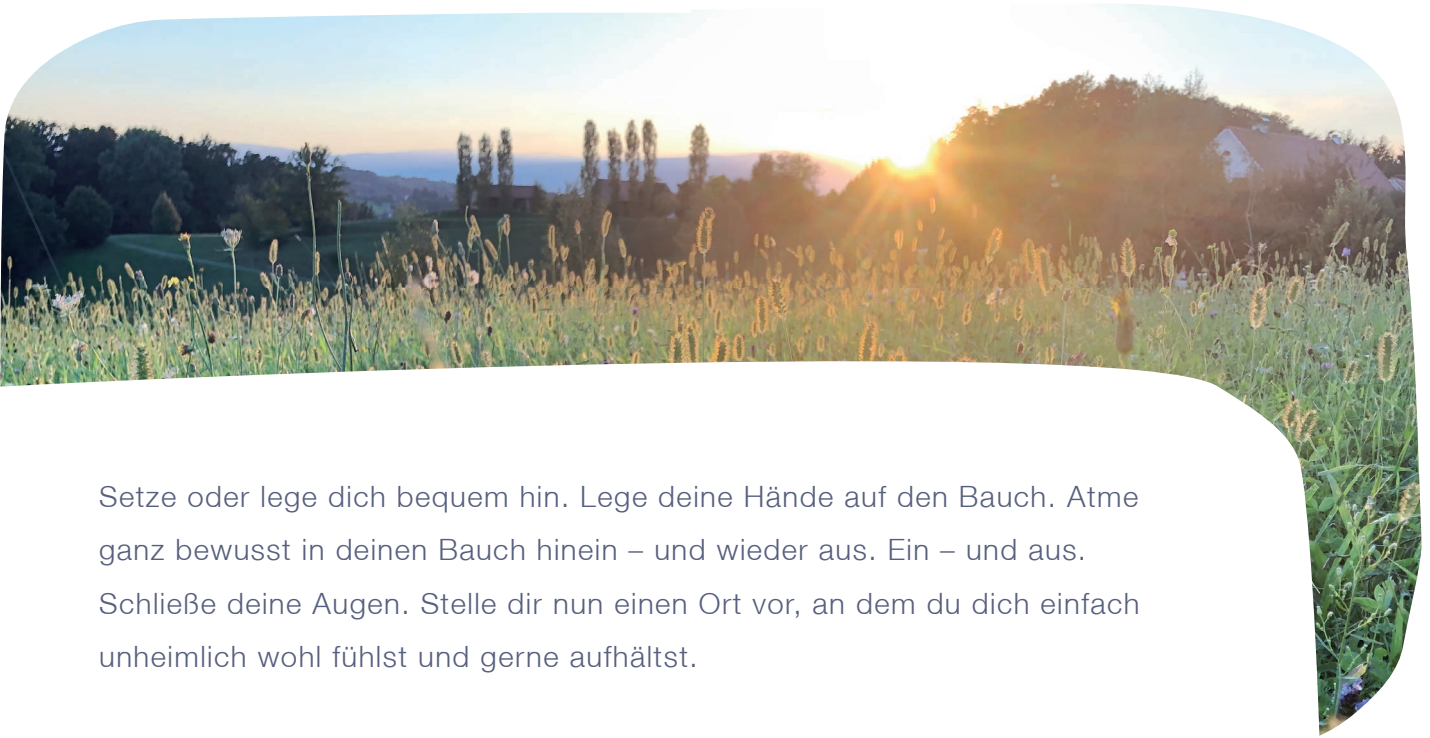 Setze oder lege dich bequem hin. Lege deine Hände auf den Bauch. Atme
ganz bewusst in deinen Bauch hinein – und wieder aus. Ein – und aus.
Schließe deine Augen. Stelle dir nun einen Ort vor, an dem du dich einfach
unheimlich wohl fühlst und gerne aufhältst.